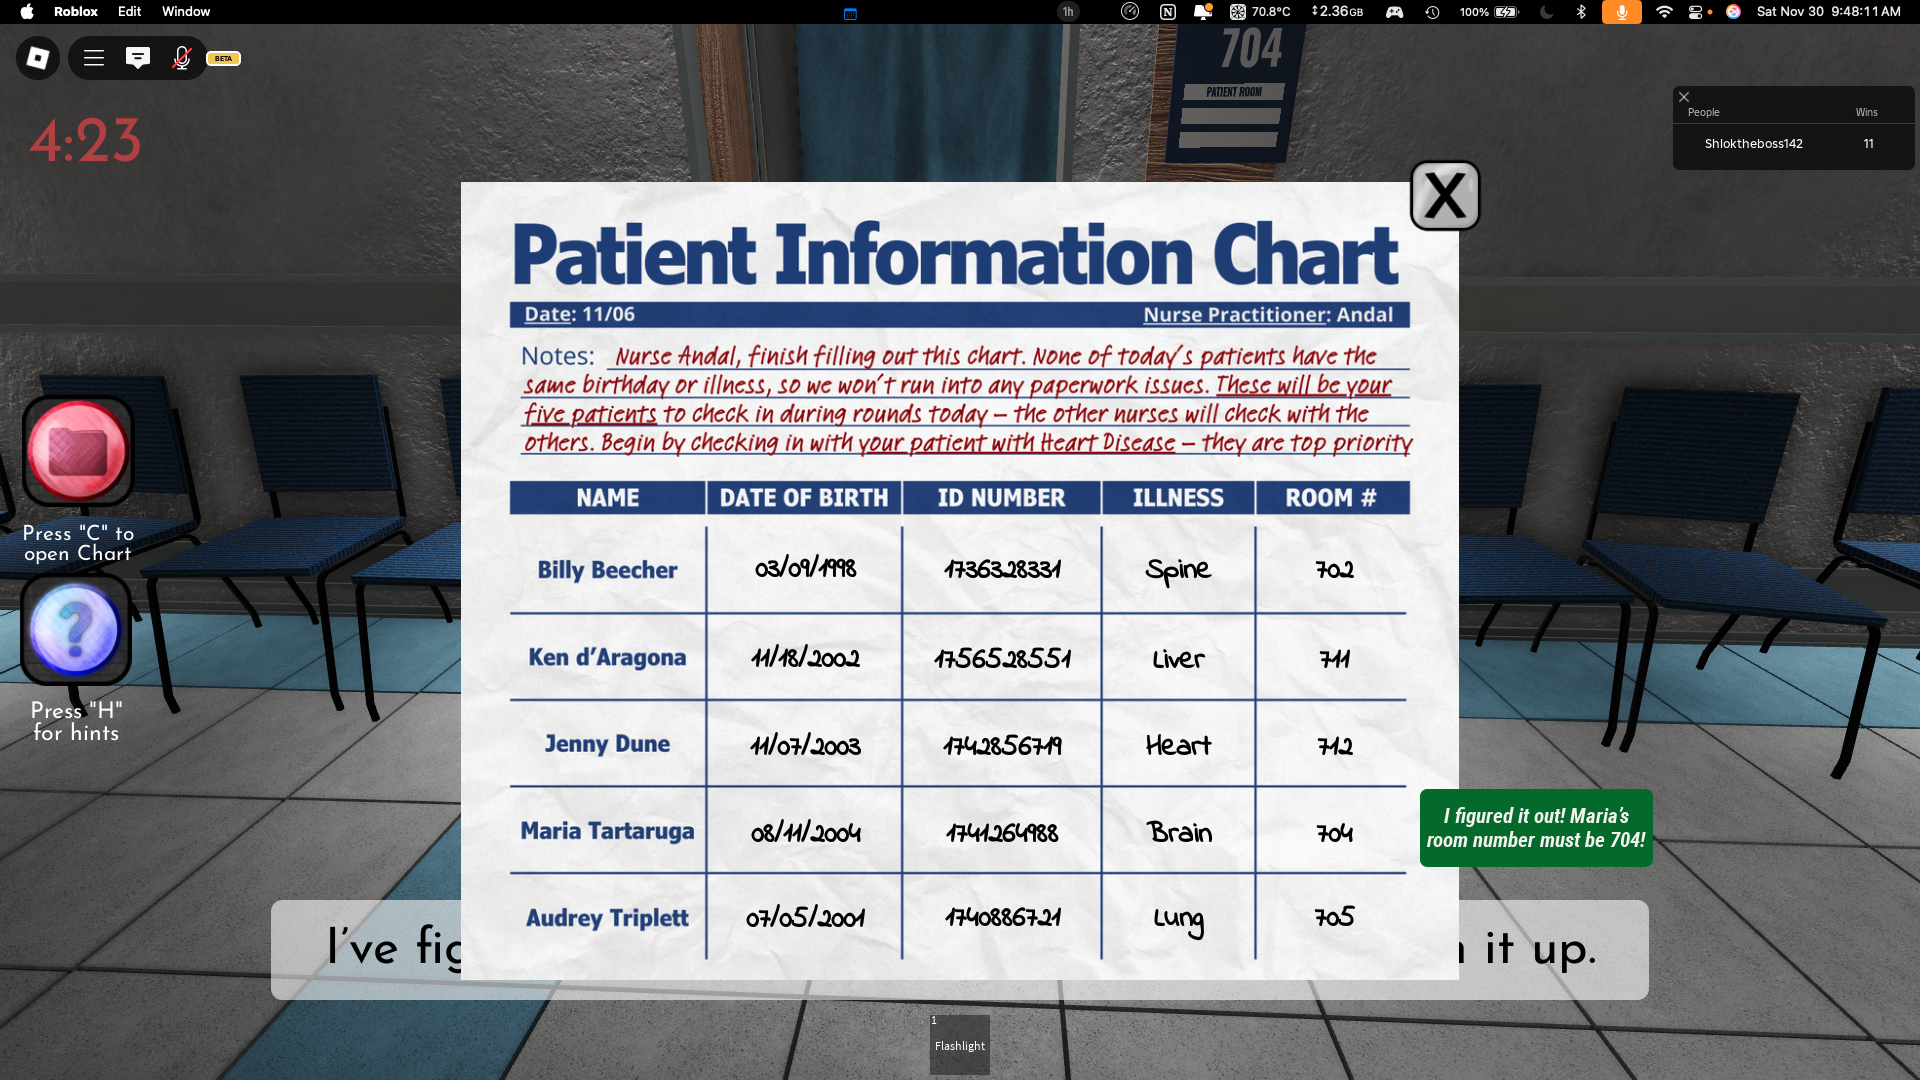 Roblox Edit Window
1h 70.8°C 2.36GB 100% Sat Nov 30 9:48:11 AM
BETA
704
PATIENT ROOM
4:23
People Wins
Shloktheboss142 11
X
Patient Information Chart
Date: 11/06 Nurse Practitioner: Andal
Notes: Nurse Andal, finish filling out this chart. None of today's patients have the
same birthday or illness, so we won't run into any paperwork issues. These will be your
five patients to check in during rounds today – the other nurses will check with the
others. Begin by checking in with your patient with Heart Disease – they are top priority
NAME DATE OF BIRTH ID NUMBER ILLNESS ROOM #
Billy Beecher 03/09/1998 1736328331 Spine 702
Ken d'Aragona 11/18/2002 1756528551 Liver 711
Jenny Dune 11/07/2003 1742856719 Heart 712
Maria Tartaruga 08/11/2004 1741264988 Brain 704
Audrey Triplett 07/05/2001 1740886721 Lung 705
Press "C" to
open Chart
?
Press "H"
for hints
I figured it out! Maria's
room number must be 704!
I've fig it up.
1
Flashlight